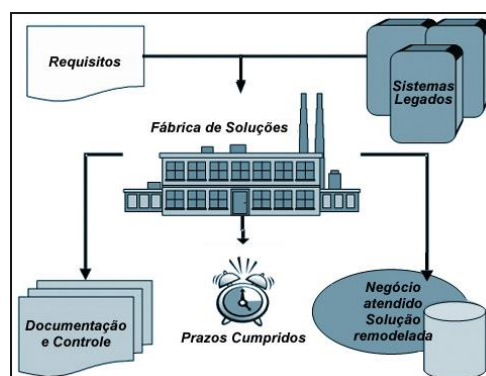 Requisitos
Sistemas
Legados
Fábrica de Soluções
Documentação
e Controle
Prazos Cumpridos
Negócio
atendido
Solução
remodelada